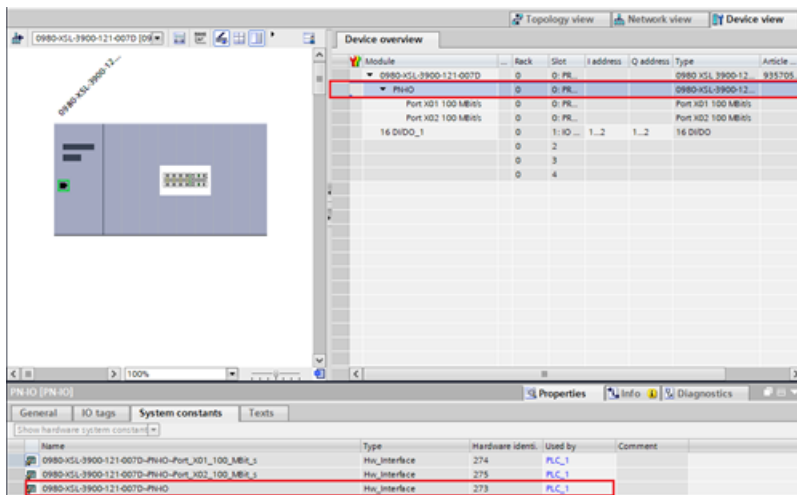 Topology view Network view Device view
0980-XSL-3900-121-007D [09
Device overview
Module ... Rack Slot I address Q address Type Article ...
0980-XSL-3900-121-007D 0 0: PR... 0980 XSL 3900-12... 935705.
PN-IO 0 0: PR... 0980-XSL-3900-12...
Port X01 100 MBit/s 0 0: PR... Port X01 100 MBit/s
Port X02 100 MBit/s 0 0: PR... Port X02 100 MBit/s
16 DI/DO_1 0 1: IO ... 1...2 1...2 16 DI/DO
0 2
0 3
0 4
0980-XSL-3900-12...
100%
PN-IO [PN-IO]
Properties Info Diagnostics
General IO tags System constants Texts
Show hardware system constant
Name Type Hardware identi. Used by Comment
0980-XSL-3900-121-007D~PN-IO~Port_X01_100_MBit_s Hw_Interface 274 PLC_1
0980-XSL-3900-121-007D~PN-IO~Port_X02_100_MBit_s Hw_Interface 275 PLC_1
0980-XSL-3900-121-007D~PN-IO Hw_Interface 273 PLC_1